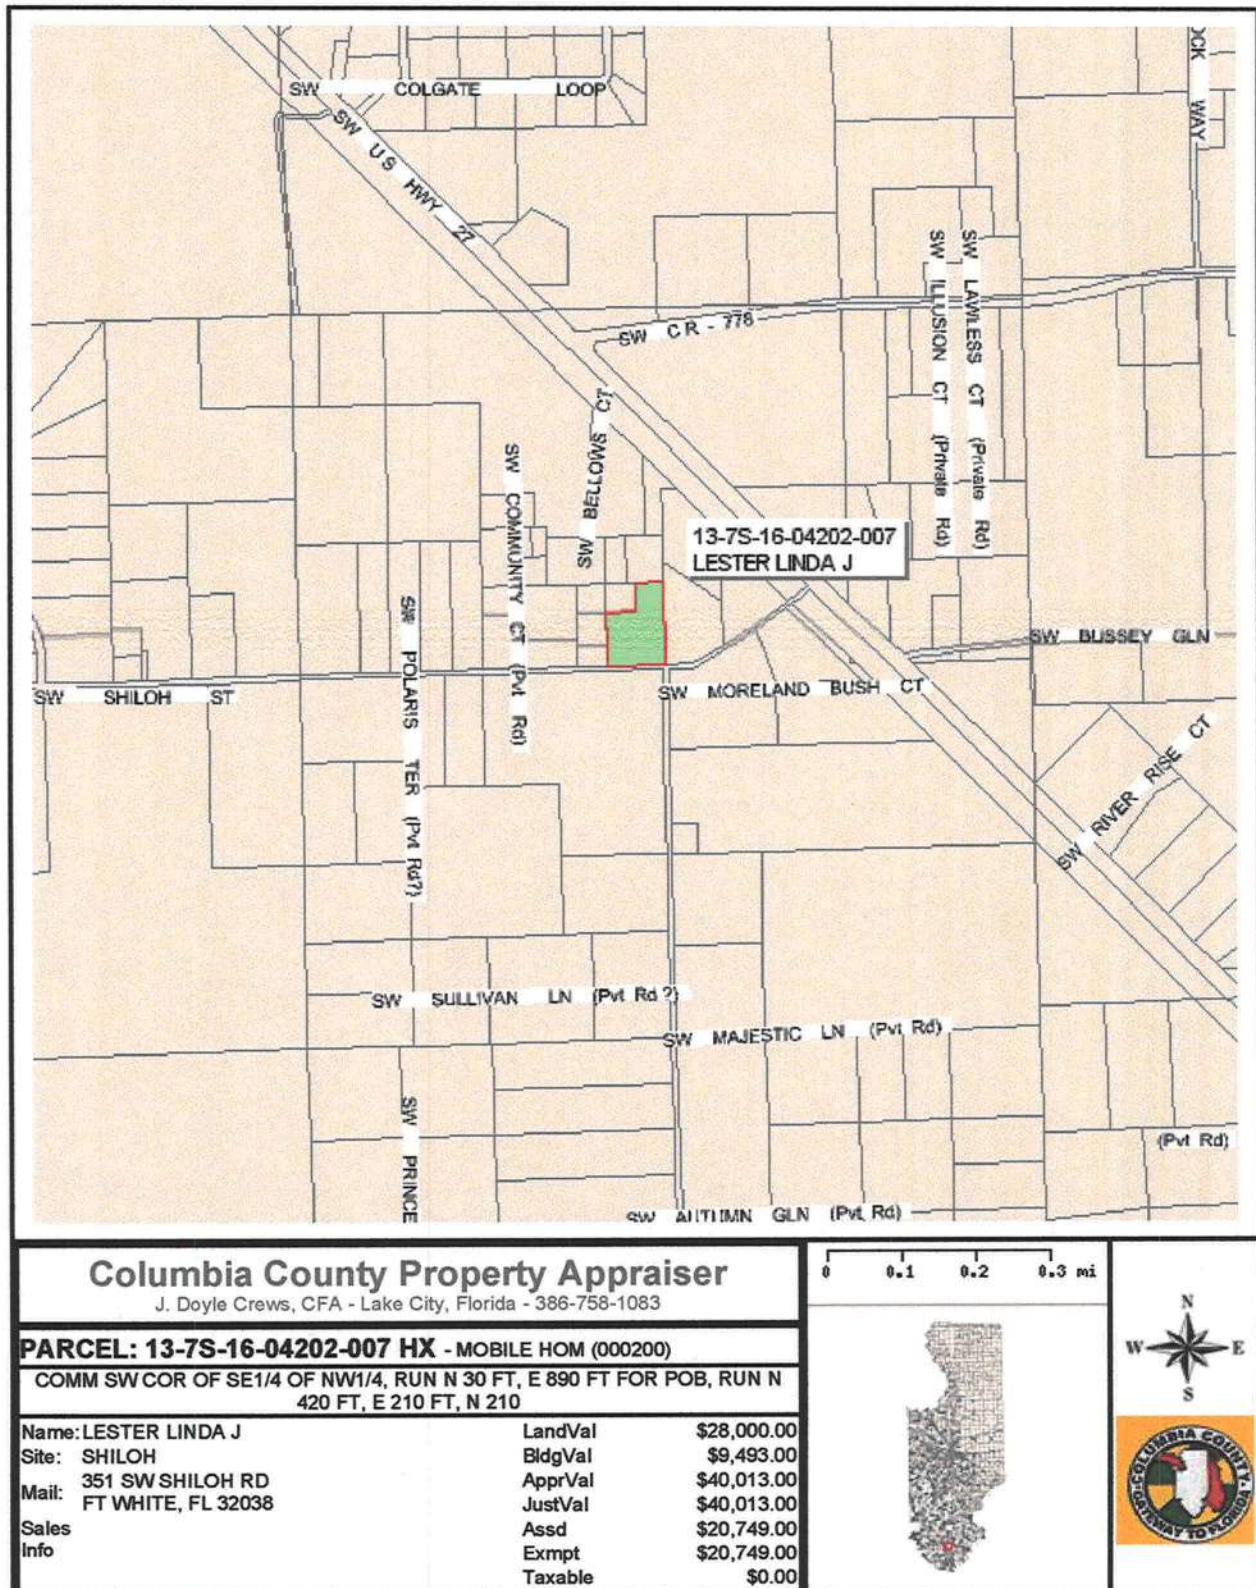 OCK WAY
SW COLGATE LOOP
SW US HWY 27
SW ILLUSION CT (Private Rd)
SW LAWLESS CT (Private Rd)
SW CR - 778
SW BELLOWS CT
SW COMMUNITY CT (Pvt Rd)
13-7S-16-04202-007
LESTER LINDA J
SW POLARIS TER (Pvt Rd?)
SW BUSSEY GLN
SW SHILOH ST
SW MORELAND BUSH CT
SW RIVER RISE CT
SW SULLIVAN LN (Pvt Rd?)
SW MAJESTIC LN (Pvt Rd)
SW PRINCE
(Pvt Rd)
SW AUTUMN GLN (Pvt Rd)
Columbia County Property Appraiser
J. Doyle Crews, CFA - Lake City, Florida - 386-758-1083
PARCEL: 13-7S-16-04202-007 HX - MOBILE HOM (000200)
COMM SW COR OF SE1/4 OF NW1/4, RUN N 30 FT, E 890 FT FOR POB, RUN N
420 FT, E 210 FT, N 210
Name: LESTER LINDA J
Site: SHILOH
Mail: 351 SW SHILOH RD
FT WHITE, FL 32038
Sales
Info
LandVal $28,000.00
BldgVal $9,493.00
ApprVal $40,013.00
JustVal $40,013.00
Assd $20,749.00
Exmpt $20,749.00
Taxable $0.00
0 0.1 0.2 0.3 mi
N
W E
S
COLUMBIA COUNTY
GATEWAY TO FLORIDA